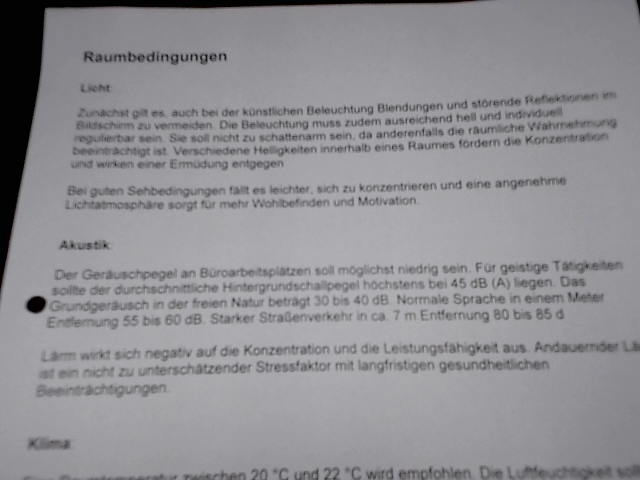 Raumbedingungen
Licht:
Zunächst gilt es, auch bei der künstlichen Beleuchtung Blendungen und störende Reflektionen im
Bildschirm zu vermeiden. Die Beleuchtung muss zudem ausreichend hell und individuell
regulierbar sein. Sie soll nicht zu schattenarm sein, da anderenfalls die räumliche Wahrnehmung
beeinträchtigt ist. Verschiedene Helligkeiten innerhalb eines Raumes fördern die Konzentration
und wirken einer Ermüdung entgegen
Bei guten Sehbedingungen fällt es leichter, sich zu konzentrieren und eine angenehme
Lichtatmosphäre sorgt für mehr Wohlbefinden und Motivation.
Akustik:
Der Geräuschpegel an Büroarbeitsplätzen soll möglichst niedrig sein. Für geistige Tätigkeiten
sollte der durchschnittliche Hintergrundschallpegel höchstens bei 45 dB (A) liegen. Das
Grundgeräusch in der freien Natur beträgt 30 bis 40 dB. Normale Sprache in einem Meter
Entfernung 55 bis 60 dB. Starker Straßenverkehr in ca. 7 m Entfernung 80 bis 85 d
Lärm wirkt sich negativ auf die Konzentration und die Leistungsfähigkeit aus. Andauernder Lä
ist ein nicht zu unterschätzender Stressfaktor mit langfristigen gesundheitlichen
Beeinträchtigungen.
Klima:
Raumtemperatur zwischen 20 °C und 22 °C wird empfohlen. Die Luftfeuchtigkeit soll